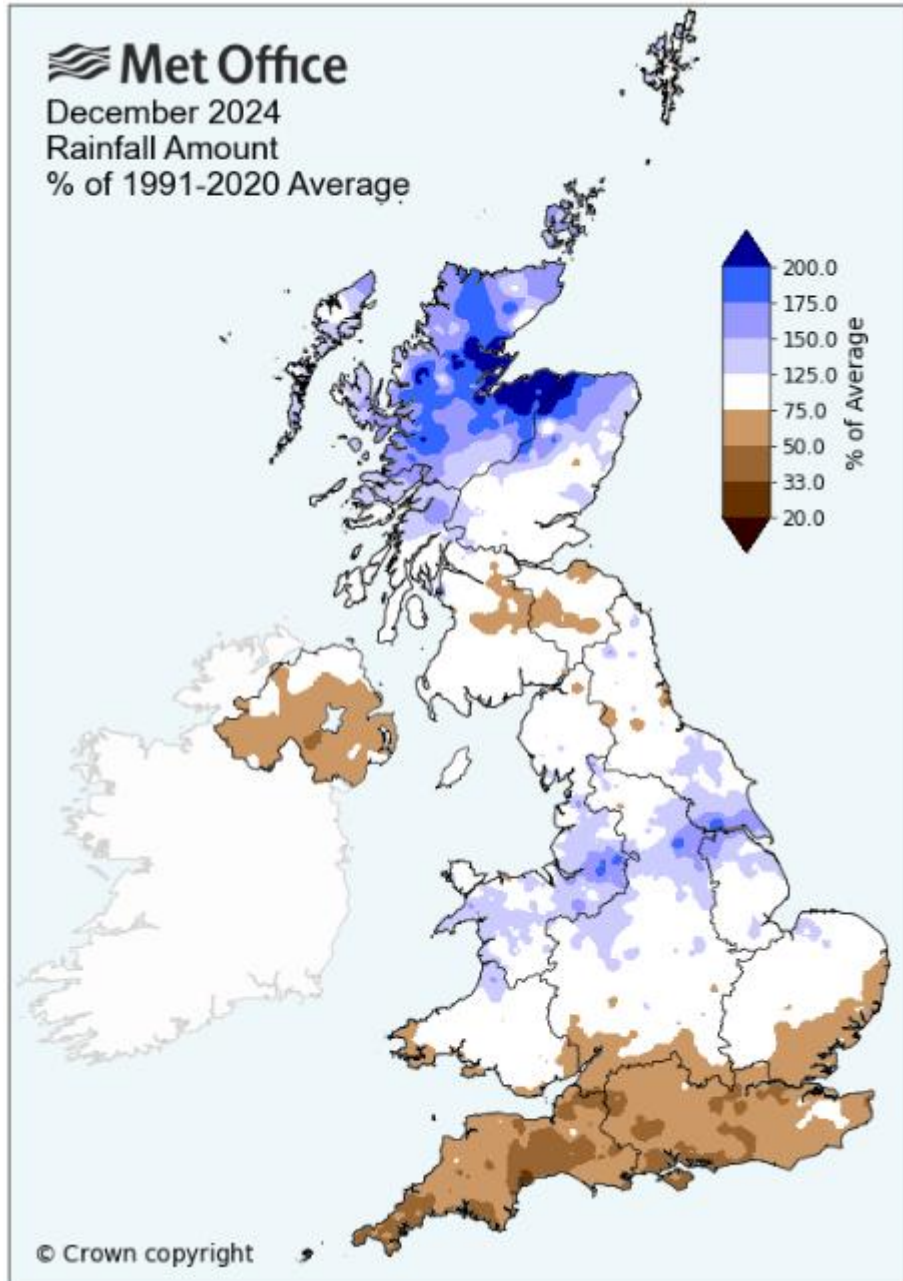 Met Office
December 2024
Rainfall Amount
% of 1991-2020 Average
200.0
175.0
150.0
125.0
75.0
50.0
33.0
20.0
% of Average
© Crown copyright